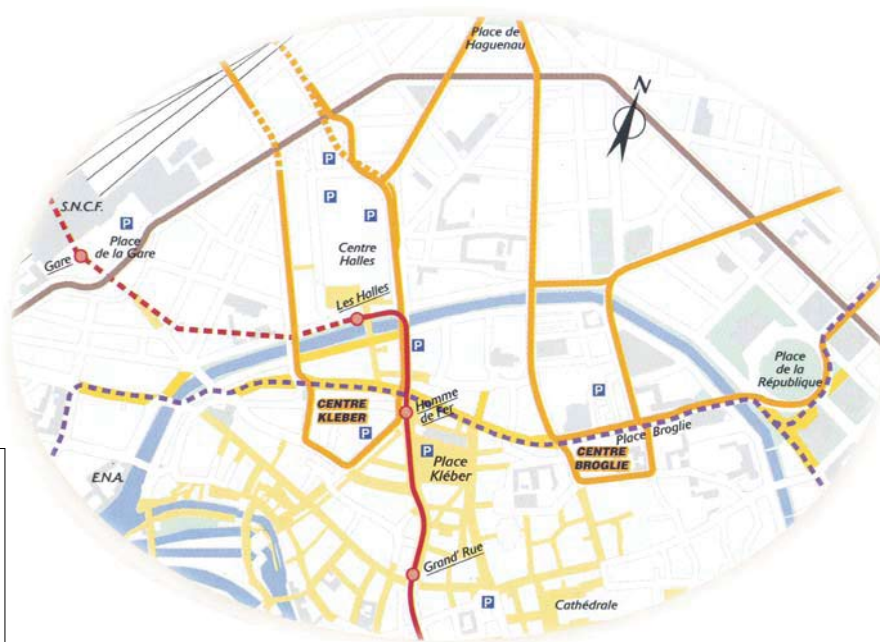 Place de
Haguenau
N
P
P
P
P
S.N.C.F.
Place
de la Gare
Gare
Centre
Halles
Les Halles
P
Place
de la
République
P
Homme
de Fer
CENTRE
KLEBER
P
Place Broglie
P
CENTRE
BROGLIE
Place
Kléber
E.N.A.
Grand' Rue
P
Cathédrale